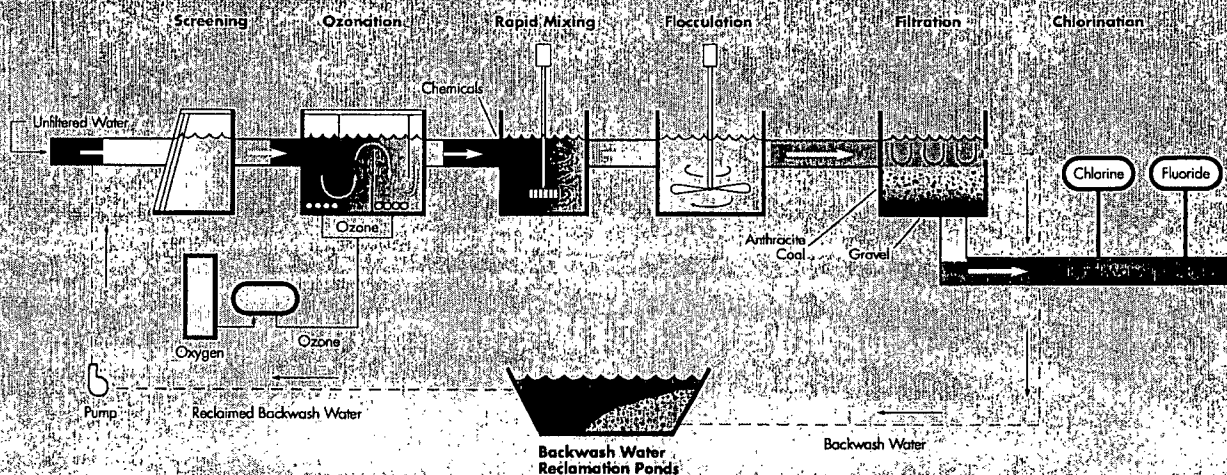 Screening
Ozonation
Rapid Mixing
Flocculation
Filtration
Chlorination
Chemicals
Unfiltered Water
Chlorine
Fluoride
Ozone
Anthracite
Coal
Gravel
Oxygen
Ozone
Pump
Reclaimed Backwash Water
Backwash Water
Backwash Water
Reclamation Ponds